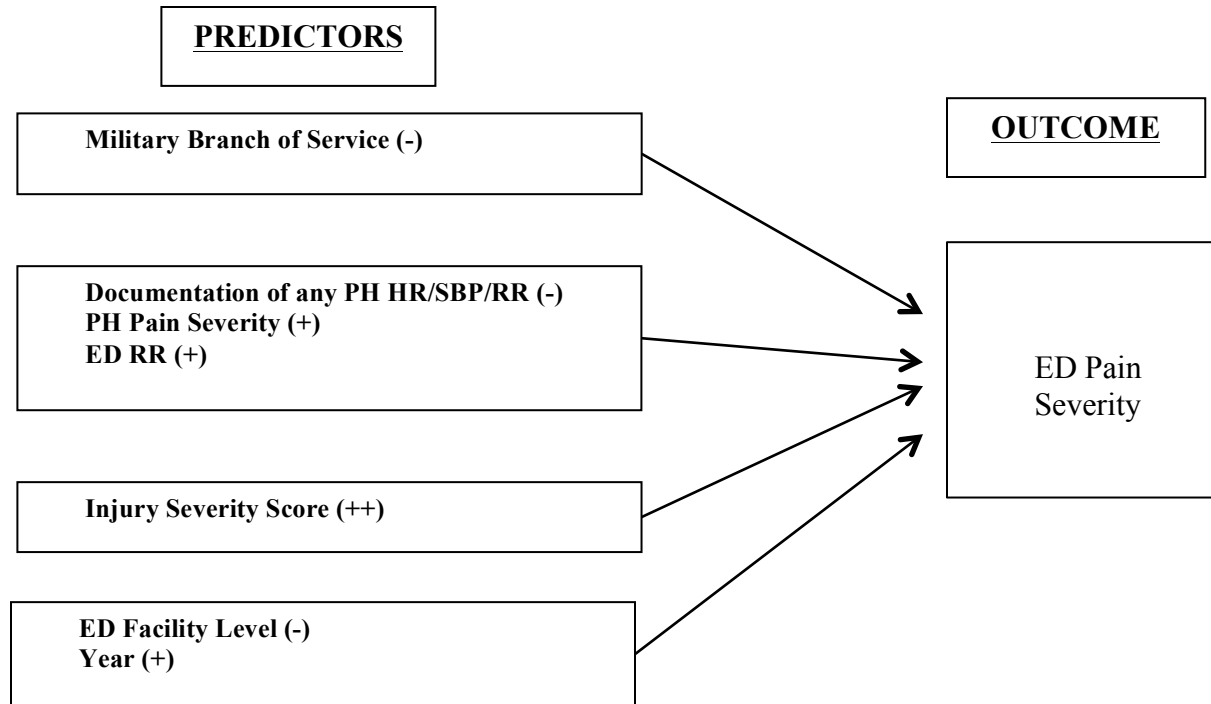 PREDICTORS
Military Branch of Service (-)
Documentation of any PH HR/SBP/RR (-)
PH Pain Severity (+)
ED RR (+)
Injury Severity Score (++)
ED Facility Level (-)
Year (+)
OUTCOME
ED Pain
Severity